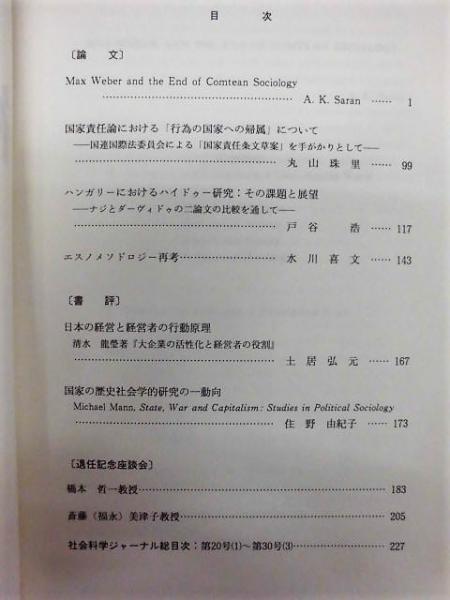 目 次
〔論 文〕
Max Weber and the End of Comtean Sociology
A. K. Saran …… 1
国家責任論における「行為の国家への帰属」について
――国連国際法委員会による「国家責任条文草案」を手がかりとして――
丸 山 珠 里 …… 99
ハンガリーにおけるハイドゥー研究：その課題と展望
――ナジとダーヴィドゥの二論文の比較を通して――
戸 谷 浩 …… 117
エスノメソドロジー再考…………………… 水 川 喜 文 …… 143
〔書 評〕
日本の経営と経営者の行動原理
清水 龍瑩著『大企業の活性化と経営者の役割』
土 居 弘 元 …… 167
国家の歴史社会学的研究の一動向
Michael Mann, State, War and Capitalism: Studies in Political Sociology
住 野 由紀子 …… 173
〔退任記念座談会〕
橋本 哲一教授…………………… 183
斎藤（福永）美津子教授…………………… 205
社会科学ジャーナル総目次：第20号(1)～第30号(3)…………………… 227